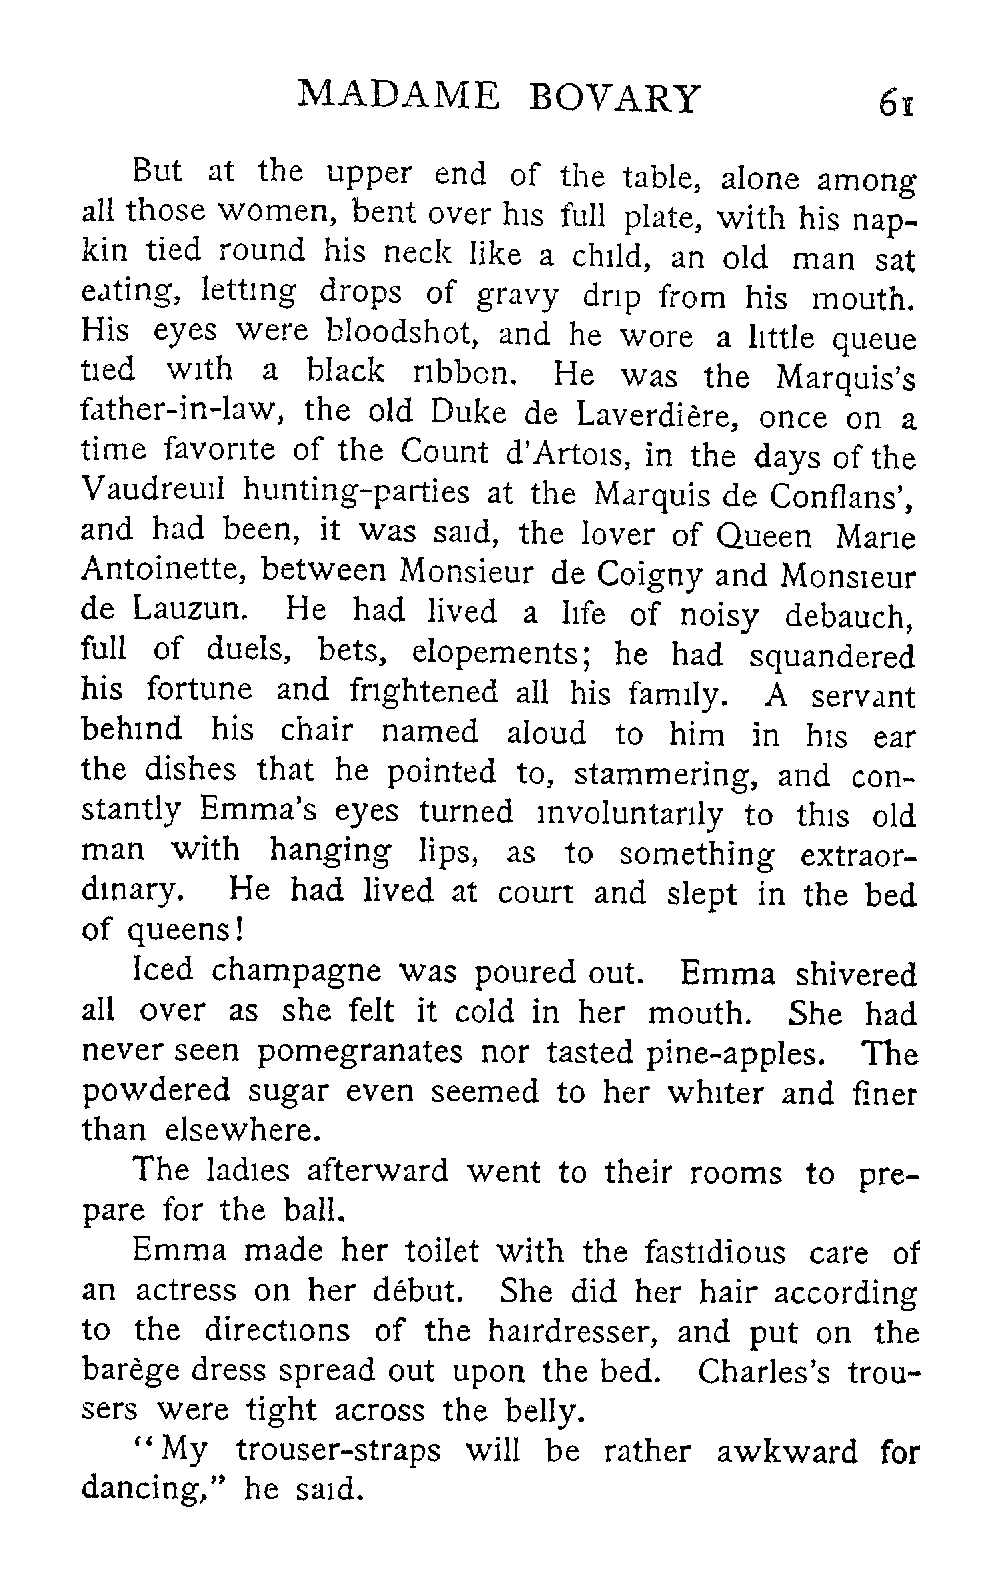 MADAME BOVARY 61
But at the upper end of the table, alone among
all those women, bent over his full plate, with his nap-
kin tied round his neck like a child, an old man sat
eating, letting drops of gravy drip from his mouth.
His eyes were bloodshot, and he wore a little queue
tied with a black ribbon. He was the Marquis's
father-in-law, the old Duke de Laverdière, once on a
time favorite of the Count d'Artois, in the days of the
Vaudreuil hunting-parties at the Marquis de Conflans',
and had been, it was said, the lover of Queen Marie
Antoinette, between Monsieur de Coigny and Monsieur
de Lauzun. He had lived a life of noisy debauch,
full of duels, bets, elopements; he had squandered
his fortune and frightened all his family. A servant
behind his chair named aloud to him in his ear
the dishes that he pointed to, stammering, and con-
stantly Emma's eyes turned involuntarily to this old
man with hanging lips, as to something extraor-
dinary. He had lived at court and slept in the bed
of queens!
Iced champagne was poured out. Emma shivered
all over as she felt it cold in her mouth. She had
never seen pomegranates nor tasted pine-apples. The
powdered sugar even seemed to her whiter and finer
than elsewhere.
The ladies afterward went to their rooms to pre-
pare for the ball.
Emma made her toilet with the fastidious care of
an actress on her début. She did her hair according
to the directions of the hairdresser, and put on the
barège dress spread out upon the bed. Charles's trou-
sers were tight across the belly.
"My trouser-straps will be rather awkward for
dancing," he said.